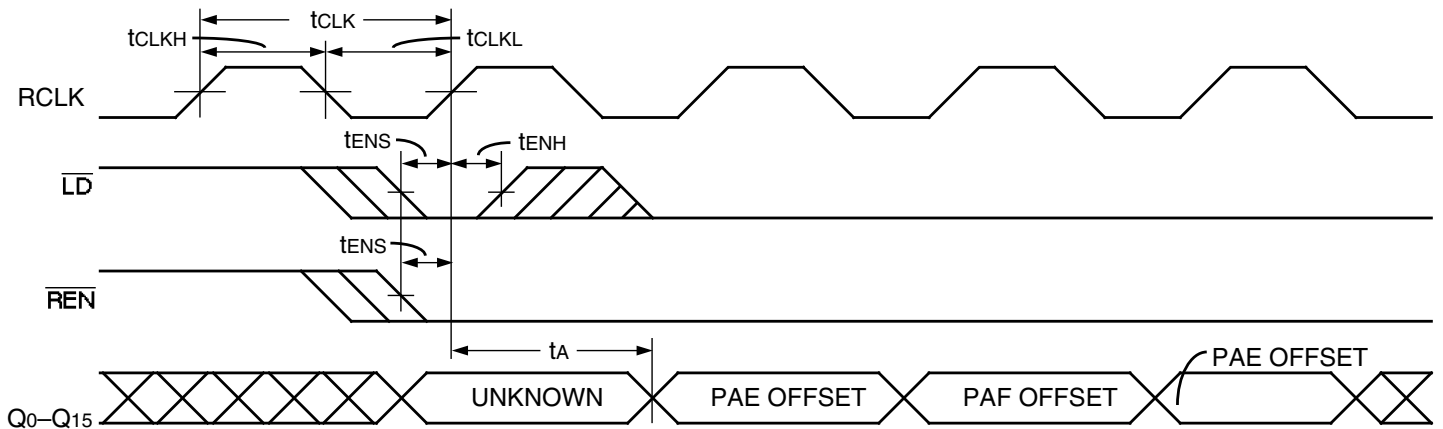 tCLK
tCLKH
tCLKL
RCLK
tENS
tENH
LD
tENS
REN
tA
PAE OFFSET
Q0–Q15
UNKNOWN
PAE OFFSET
PAF OFFSET